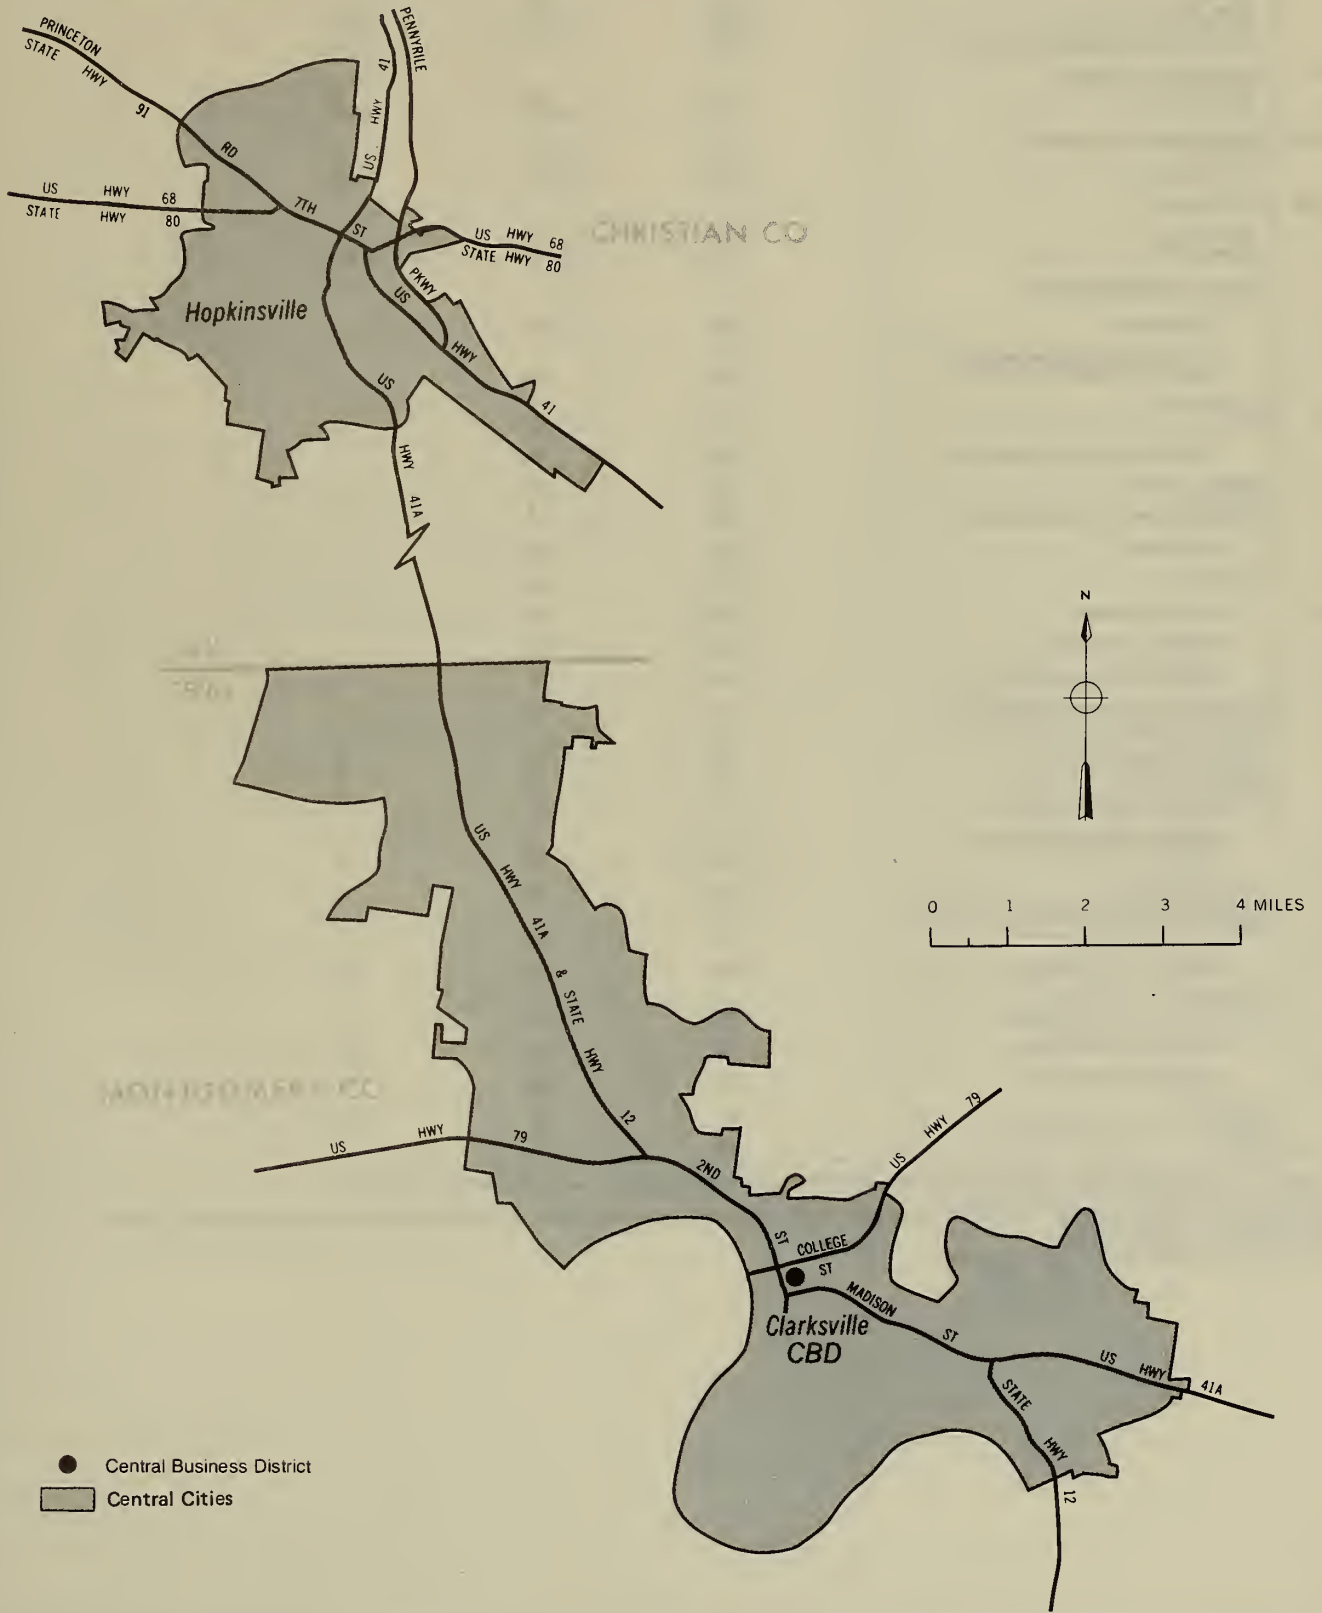 PRINCETON
STATE HWY 91
RD
US HWY 41
PENNYRILE
US HWY 68
STATE HWY 80
7TH ST
US HWY 68
STATE HWY 80
CHRISTIAN CO
PKWY
US HWY 41
Hopkinsville
US HWY 41A
N
0 1 2 3 4 MILES
US HWY 41A & STATE HWY 12
MONTGOMERY CO
US HWY 79
2ND ST
US HWY 79
COLLEGE ST
MADISON ST
Clarksville
CBD
US HWY 41A
STATE HWY 12
Central Business District
Central Cities